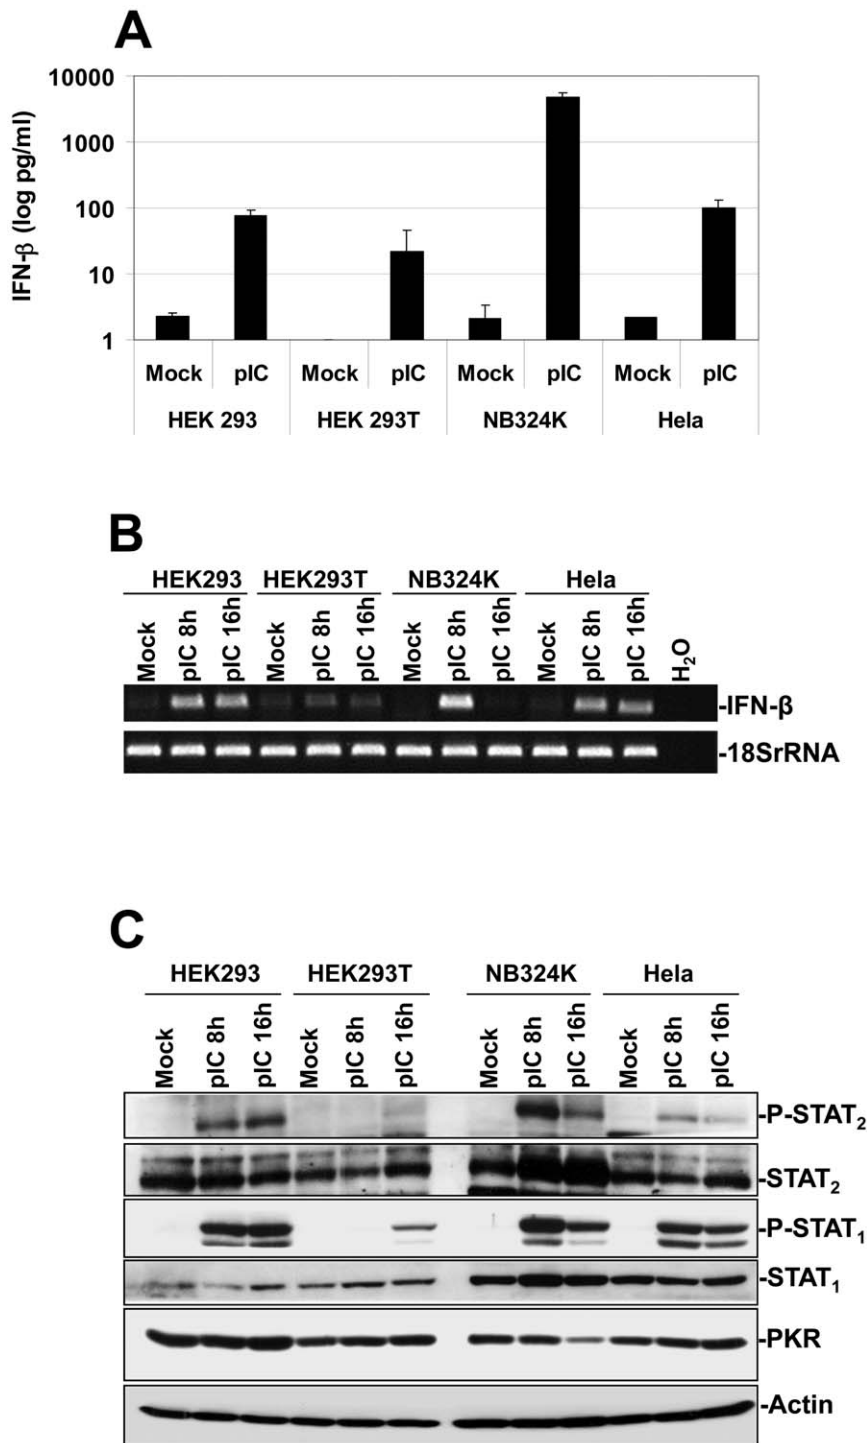 A
IFN-β (log pg/ml)
10000
1000
100
10
1
Mock pIC Mock pIC Mock pIC Mock pIC
HEK 293 HEK 293T NB324K Hela
B
HEK293 HEK293T NB324K Hela
Mock pIC 8h pIC 16h Mock pIC 8h pIC 16h Mock pIC 8h pIC 16h Mock pIC 8h pIC 16h H₂O
-IFN-β
-18SrRNA
C
HEK293 HEK293T NB324K Hela
Mock pIC 8h pIC 16h Mock pIC 8h pIC 16h Mock pIC 8h pIC 16h Mock pIC 8h pIC 16h
-P-STAT₂
-STAT₂
-P-STAT₁
-STAT₁
-PKR
-Actin